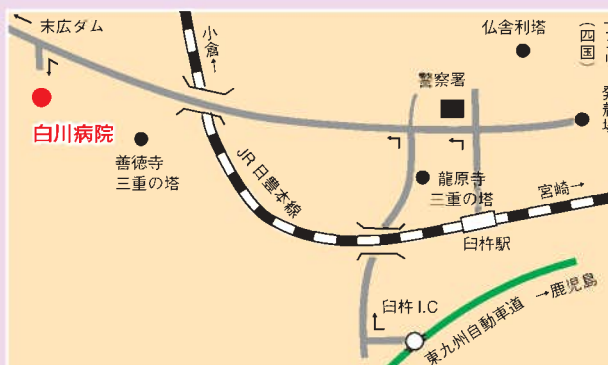 末広ダム
小倉→
仏舎利塔
（四国）
警察署
白川病院
善徳寺
三重の塔
JR日豊本線
龍原寺
三重の塔
宮崎→
臼杵駅
臼杵I.C
東九州自動車道
→鹿児島